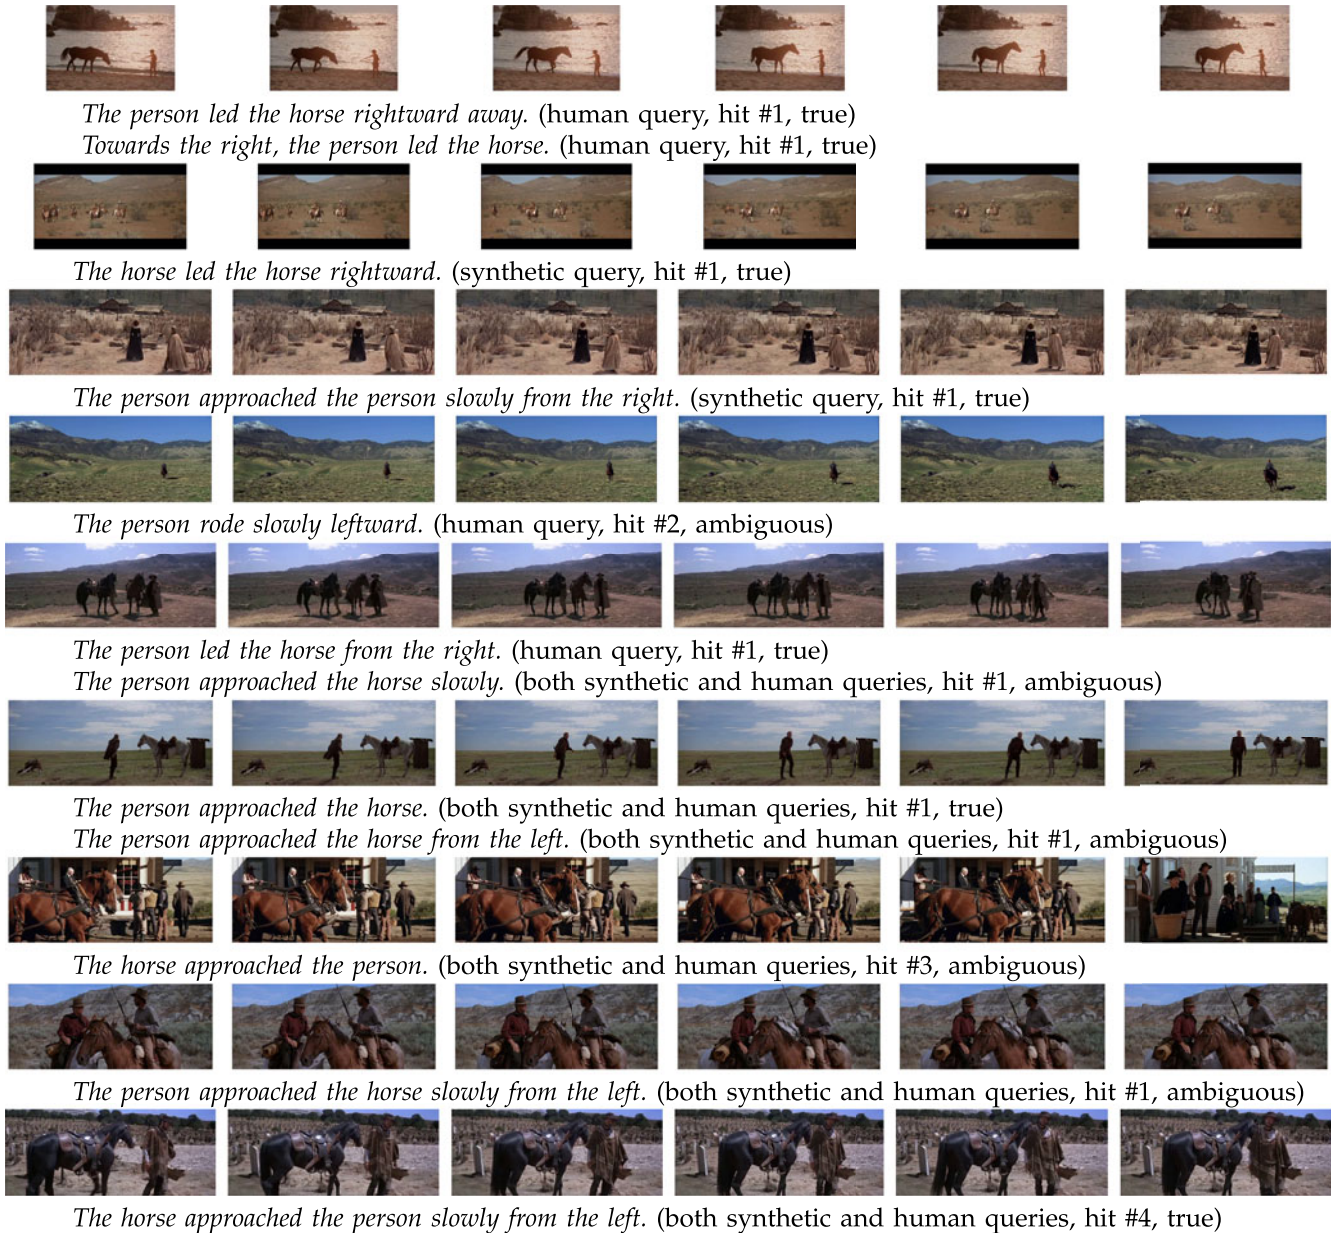 The person led the horse rightward away. (human query, hit #1, true)
Towards the right, the person led the horse. (human query, hit #1, true)
The horse led the horse rightward. (synthetic query, hit #1, true)
The person approached the person slowly from the right. (synthetic query, hit #1, true)
The person rode slowly leftward. (human query, hit #2, ambiguous)
The person led the horse from the right. (human query, hit #1, true)
The person approached the horse slowly. (both synthetic and human queries, hit #1, ambiguous)
The person approached the horse. (both synthetic and human queries, hit #1, true)
The person approached the horse from the left. (both synthetic and human queries, hit #1, ambiguous)
The horse approached the person. (both synthetic and human queries, hit #3, ambiguous)
The person approached the horse slowly from the left. (both synthetic and human queries, hit #1, ambiguous)
The horse approached the person slowly from the left. (both synthetic and human queries, hit #4, true)